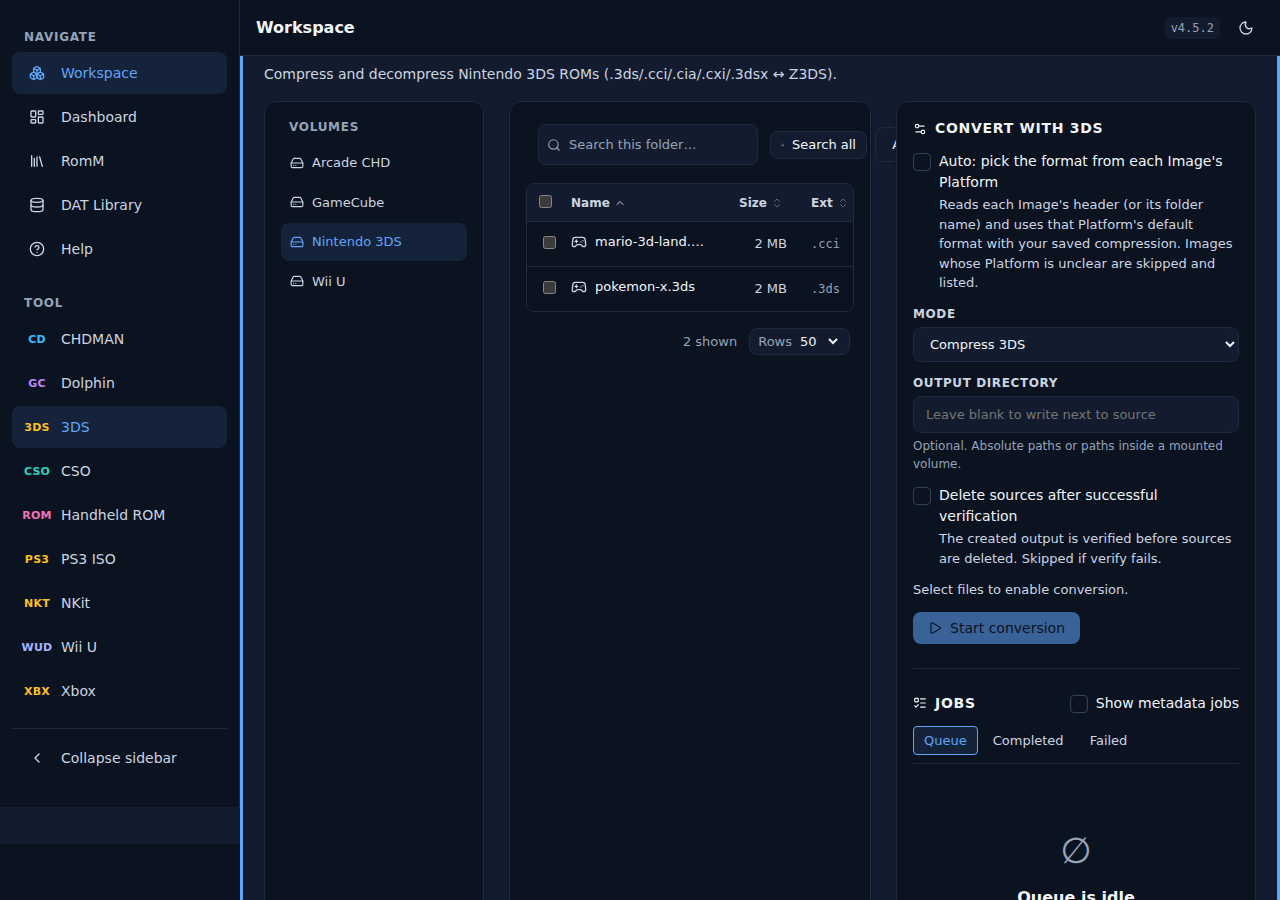 NAVIGATE
Workspace
Dashboard
RomM
DAT Library
Help
TOOL
CD CHDMAN
GC Dolphin
3DS 3DS
CSO CSO
ROM Handheld ROM
PS3 PS3 ISO
NKT NKit
WUD Wii U
XBX Xbox
Collapse sidebar
Workspace
v4.5.2
Compress and decompress Nintendo 3DS ROMs (.3ds/.cci/.cia/.cxi/.3dsx ↔ Z3DS).
VOLUMES
Arcade CHD
GameCube
Nintendo 3DS
Wii U
Search this folder…
Search all
Name Size Ext
mario-3d-land.… 2 MB .cci
pokemon-x.3ds 2 MB .3ds
2 shown Rows 50
CONVERT WITH 3DS
Auto: pick the format from each Image's
Platform
Reads each Image's header (or its folder
name) and uses that Platform's default
format with your saved compression. Images
whose Platform is unclear are skipped and
listed.
MODE
Compress 3DS
OUTPUT DIRECTORY
Leave blank to write next to source
Optional. Absolute paths or paths inside a mounted
volume.
Delete sources after successful
verification
The created output is verified before sources
are deleted. Skipped if verify fails.
Select files to enable conversion.
Start conversion
JOBS
Show metadata jobs
Queue Completed Failed
Queue is idle